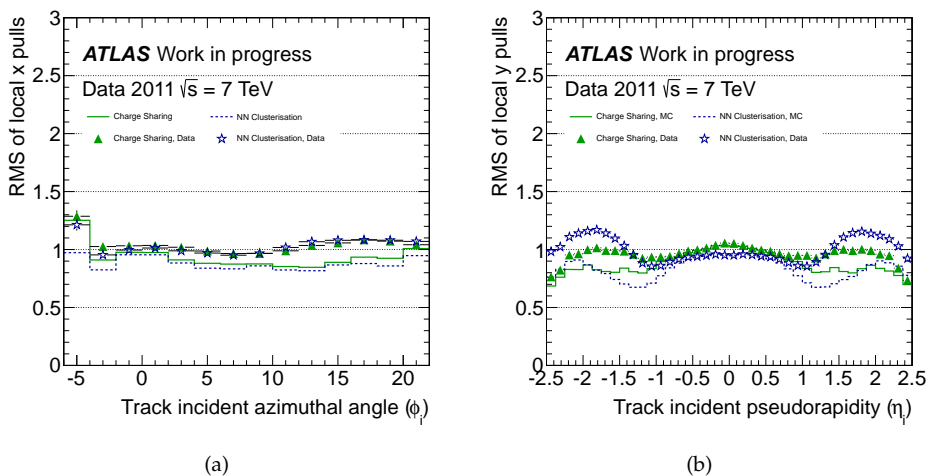 RMS of local x pulls
3
2.5
2
1.5
1
0.5
0
ATLAS Work in progress
Data 2011 √s = 7 TeV
Charge Sharing
NN Clusterisation
Charge Sharing, Data
NN Clusterisation, Data
-5 0 5 10 15 20
Track incident azimuthal angle (ϕi)
(a)
RMS of local y pulls
3
2.5
2
1.5
1
0.5
0
ATLAS Work in progress
Data 2011 √s = 7 TeV
Charge Sharing, MC
NN Clusterisation, MC
Charge Sharing, Data
NN Clusterisation, Data
-2.5 -2 -1.5 -1 -0.5 0 0.5 1 1.5 2 2.5
Track incident pseudorapidity (ηi)
(b)